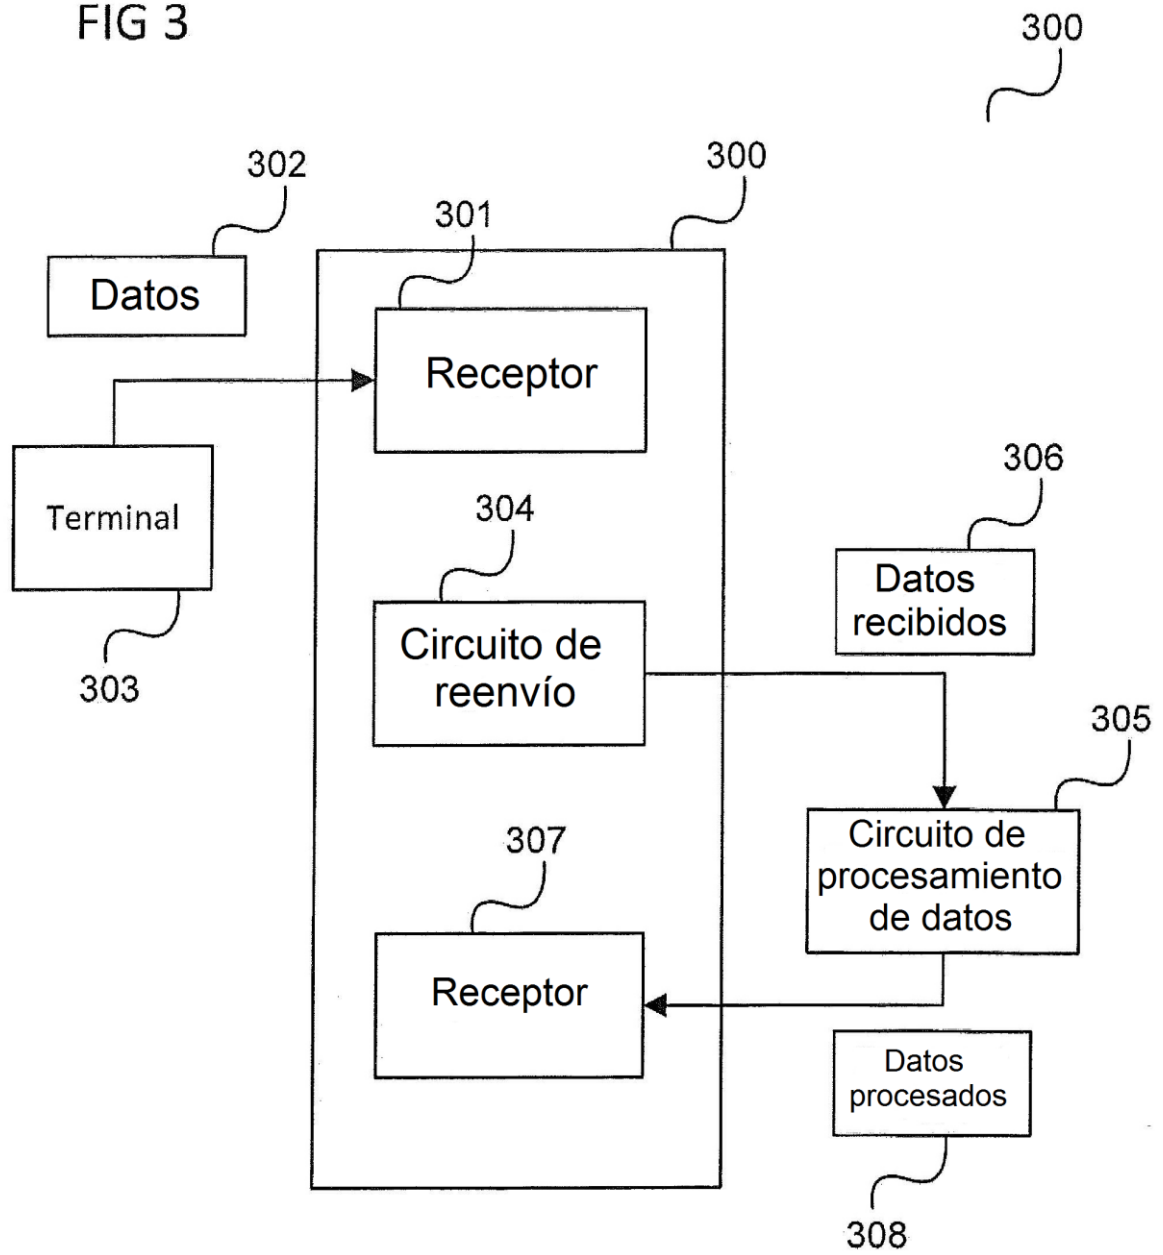 FIG 3
300
302
300
301
Datos
Receptor
Terminal
306
304
Datos
recibidos
Circuito de
reenvío
303
305
307
Circuito de
procesamiento
de datos
Receptor
Datos
procesados
308